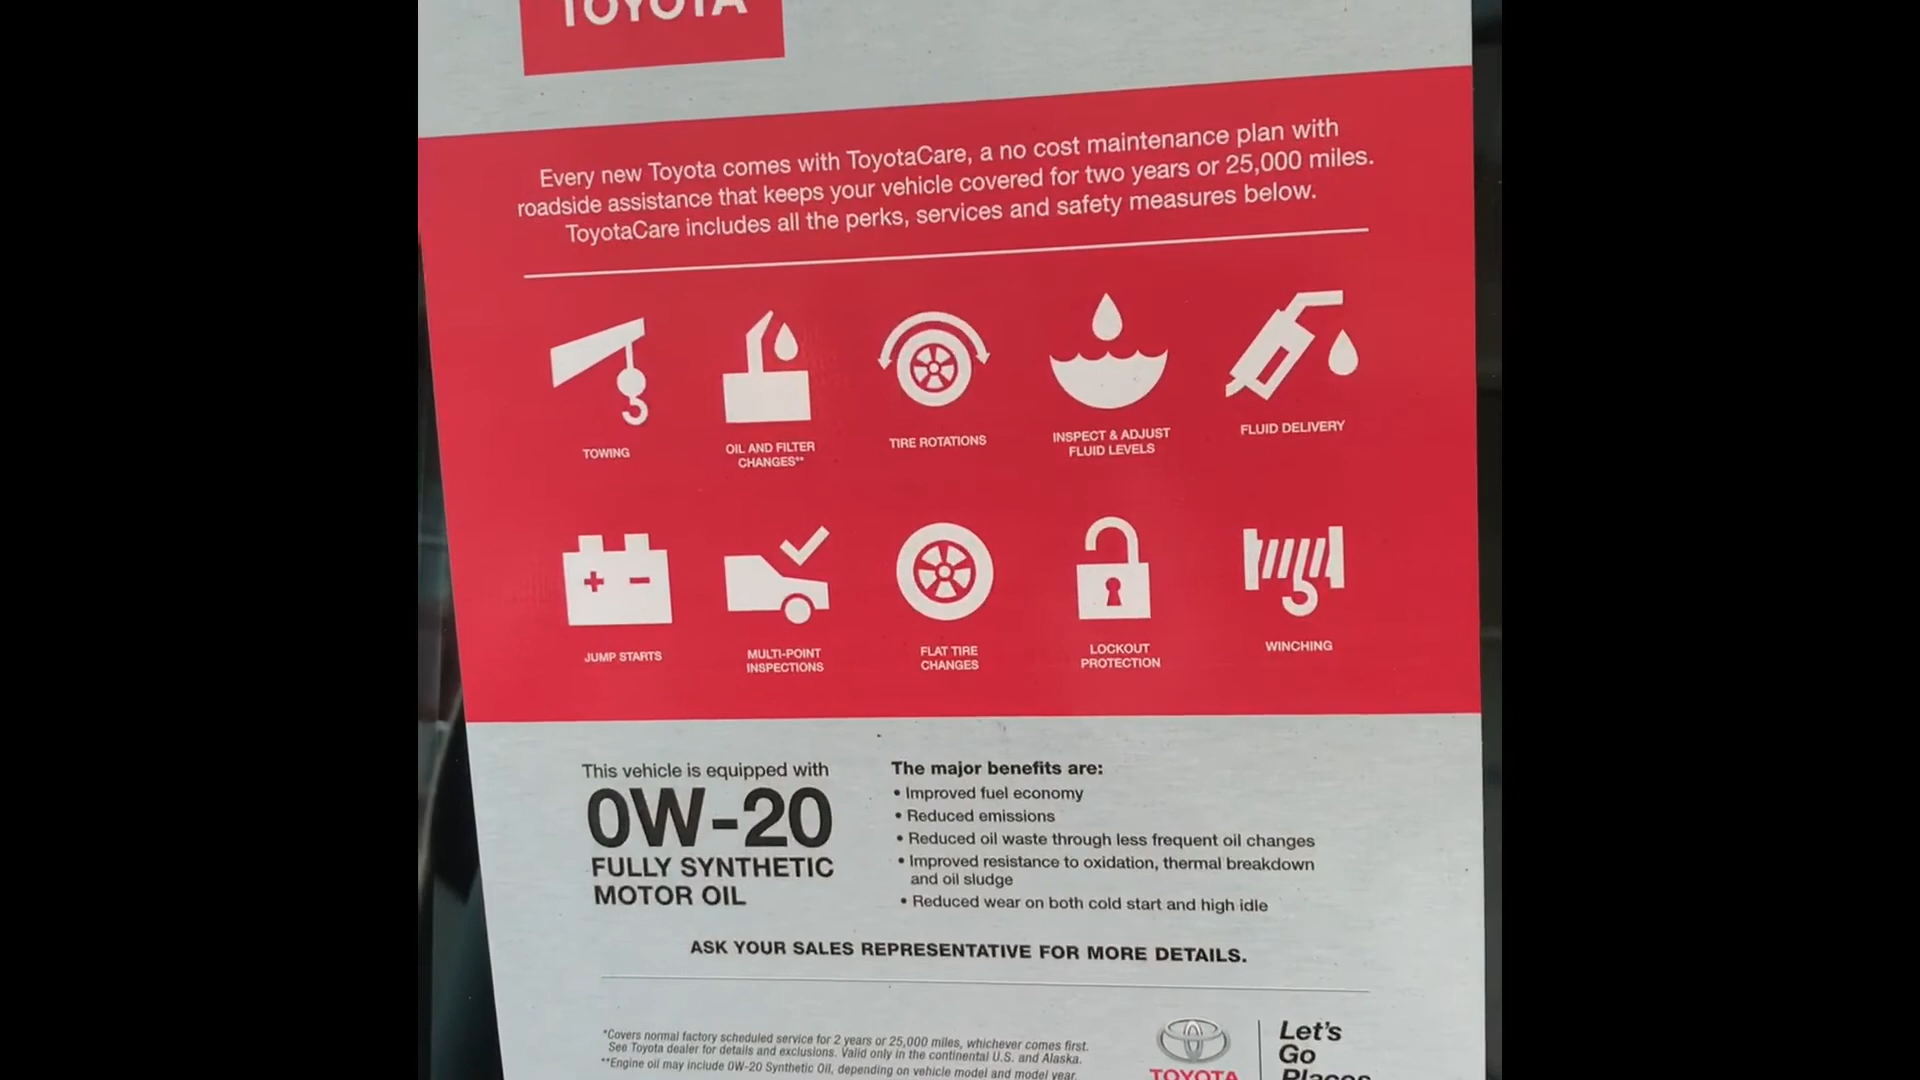 TOYOTA
Every new Toyota comes with ToyotaCare, a no cost maintenance plan with
roadside assistance that keeps your vehicle covered for two years or 25,000 miles.
ToyotaCare includes all the perks, services and safety measures below.
TOWING
OIL AND FILTER
CHANGES**
TIRE ROTATIONS
INSPECT & ADJUST
FLUID LEVELS
FLUID DELIVERY
JUMP STARTS
MULTI-POINT
INSPECTIONS
FLAT TIRE
CHANGES
LOCKOUT
PROTECTION
WINCHING
This vehicle is equipped with
0W-20
FULLY SYNTHETIC
MOTOR OIL
The major benefits are:
• Improved fuel economy
• Reduced emissions
• Reduced oil waste through less frequent oil changes
• Improved resistance to oxidation, thermal breakdown
and oil sludge
• Reduced wear on both cold start and high idle
ASK YOUR SALES REPRESENTATIVE FOR MORE DETAILS.
*Covers normal factory scheduled service for 2 years or 25,000 miles, whichever comes first.
See Toyota dealer for details and exclusions. Valid only in the continental U.S. and Alaska.
**Engine oil may include 0W-20 Synthetic Oil, depending on vehicle model and model year.
TOYOTA
Let's
Go
Places